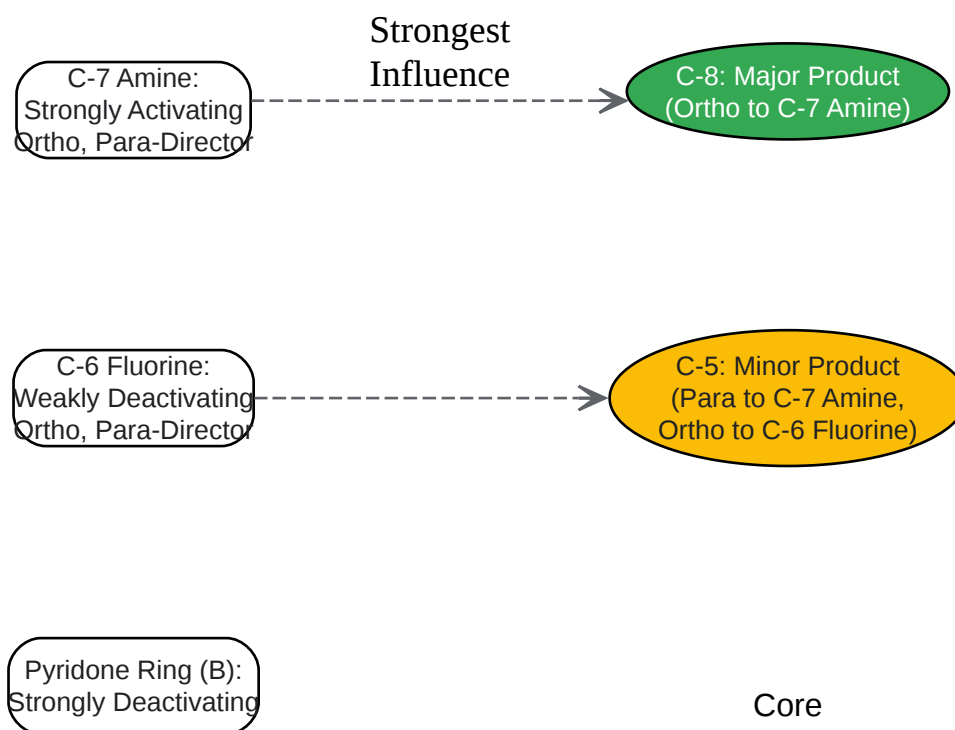 Strongest
Influence
C-7 Amine:
Strongly Activating
Ortho, Para-Director
C-8: Major Product
(Ortho to C-7 Amine)
C-6 Fluorine:
Weakly Deactivating
Ortho, Para-Director
C-5: Minor Product
(Para to C-7 Amine,
Ortho to C-6 Fluorine)
Pyridone Ring (B):
Strongly Deactivating
Core